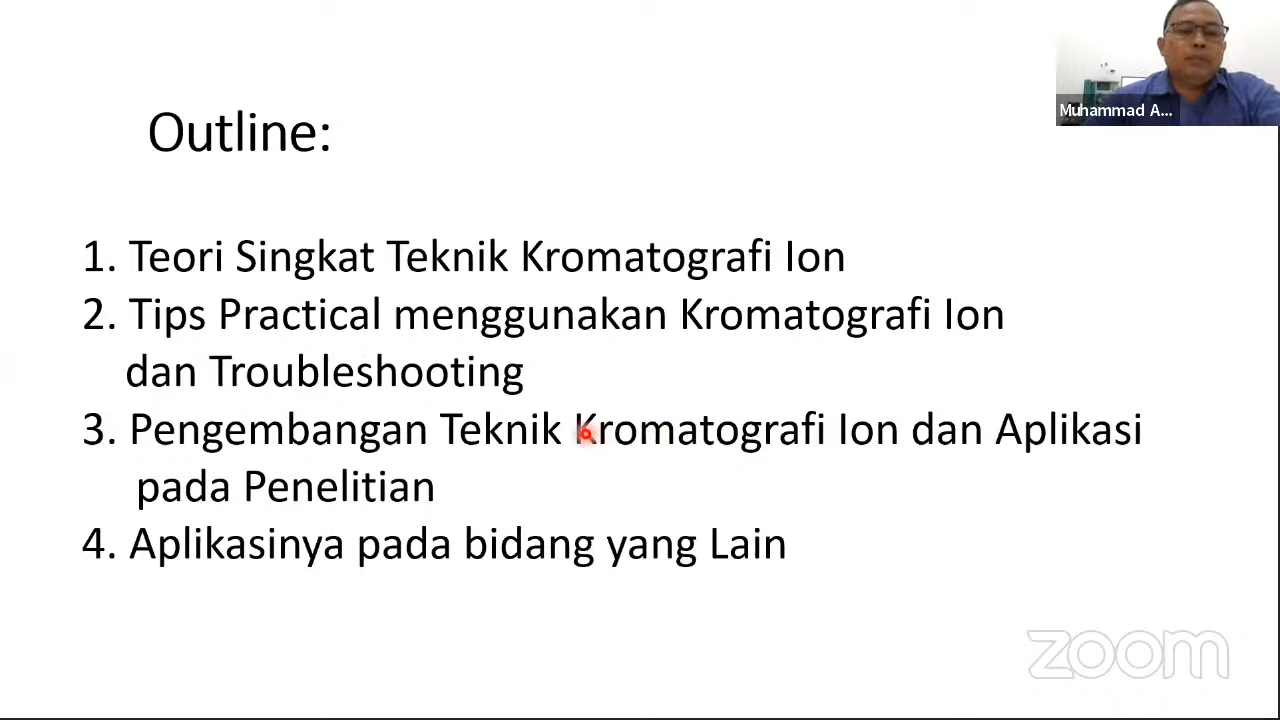 Muhammad A...
Outline:
1. Teori Singkat Teknik Kromatografi Ion
2. Tips Practical menggunakan Kromatografi Ion
dan Troubleshooting
3. Pengembangan Teknik Kromatografi Ion dan Aplikasi
pada Penelitian
4. Aplikasinya pada bidang yang Lain
zoom